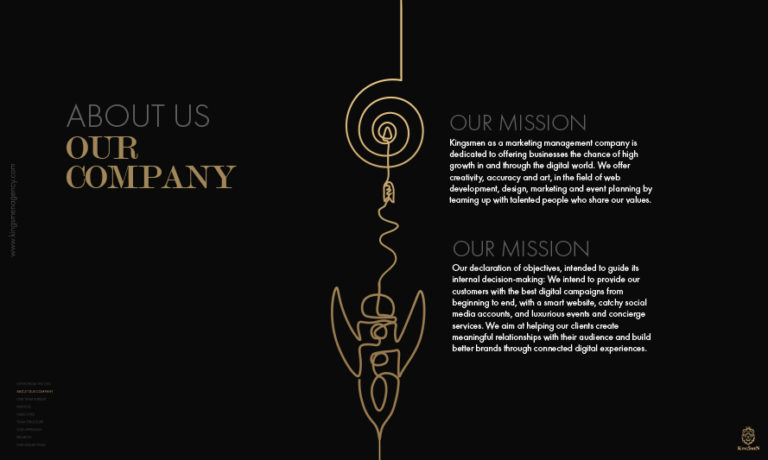 ABOUT US
OUR
COMPANY
www.kingsmenagency.com
OUR MISSION
Kingsmen as a marketing management company is
dedicated to offering businesses the chance of high
growth in and through the digital world. We offer
creativity, accuracy and art, in the field of web
development, design, marketing and event planning by
teaming up with talented people who share our values.
OUR MISSION
Our declaration of objectives, intended to guide its
internal decision-making: We intend to provide our
customers with the best digital campaigns from
beginning to end, with a smart website, catchy social
media accounts, and luxurious events and concierge
services. We aim at helping our clients create
meaningful relationships with their audience and build
better brands through connected digital experiences.
ABOUT OUR COMPANY
KingsmeN